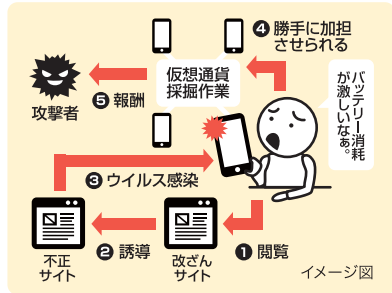 ❹勝手に加担
させられる
仮想通貨
採掘作業
バッテリー消耗
が激しいなぁ。
攻撃者
❺報酬
❸ウイルス感染
不正
サイト
❷誘導
改ざん
サイト
❶閲覧
イメージ図